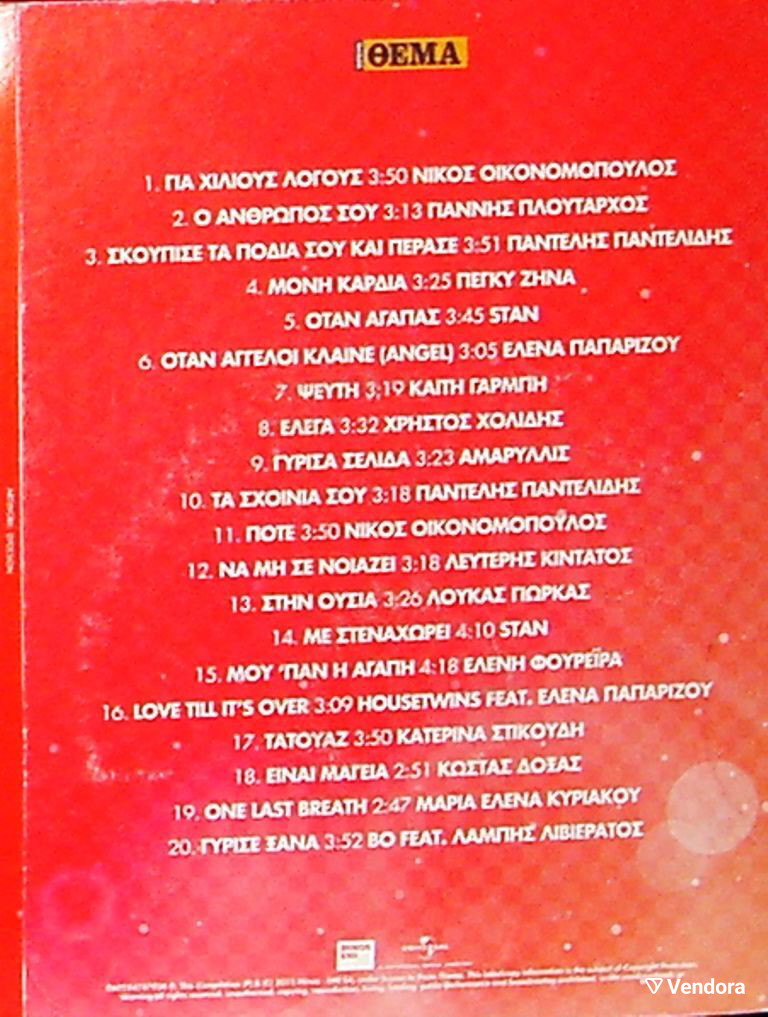 ΘΕΜΑ
1. ΓΙΑ ΧΙΛΙΟΥΣ ΛΟΓΟΥΣ 3:50 ΝΙΚΟΣ ΟΙΚΟΝΟΜΟΠΟΥΛΟΣ
2. Ο ΑΝΘΡΩΠΟΣ ΣΟΥ 3:13 ΓΙΑΝΝΗΣ ΠΛΟΥΤΑΡΧΟΣ
3. ΣΚΟΥΠΙΣΕ ΤΑ ΠΟΔΙΑ ΣΟΥ ΚΑΙ ΠΕΡΑΣΕ 3:51 ΠΑΝΤΕΛΗΣ ΠΑΝΤΕΛΙΔΗΣ
4. ΜΟΝΗ ΚΑΡΔΙΑ 3:25 ΠΕΓΚΥ ΖΗΝΑ
5. ΟΤΑΝ ΑΓΑΠΑΣ 3:45 STAN
6. ΟΤΑΝ ΑΓΓΕΛΟΙ ΚΛΑΙΝΕ (ANGEL) 3:05 ΕΛΕΝΑ ΠΑΠΑΡΙΖΟΥ
7. ΨΕΥΤΗ 3:19 ΚΑΙΤΗ ΓΑΡΜΠΗ
8. ΕΛΕΓΑ 3:32 ΧΡΗΣΤΟΣ ΧΟΛΙΔΗΣ
9. ΓΥΡΙΣΑ ΣΕΛΙΔΑ 3:23 ΑΜΑΡΥΛΛΙΣ
10. ΤΑ ΣΧΟΙΝΙΑ ΣΟΥ 3:18 ΠΑΝΤΕΛΗΣ ΠΑΝΤΕΛΙΔΗΣ
11. ΠΟΤΕ 3:50 ΝΙΚΟΣ ΟΙΚΟΝΟΜΟΠΟΥΛΟΣ
12. ΝΑ ΜΗ ΣΕ ΝΟΙΑΖΕΙ 3:18 ΛΕΥΤΕΡΗΣ ΚΙΝΤΑΤΟΣ
13. ΣΤΗΝ ΟΥΣΙΑ 3:26 ΛΟΥΚΑΣ ΓΙΩΡΚΑΣ
14. ΜΕ ΣΤΕΝΑΧΩΡΕΙ 4:10 STAN
15. ΜΟΥ 'ΠΑΝ Η ΑΓΑΠΗ 4:18 ΕΛΕΝΗ ΦΟΥΡΕΪΡΑ
16. LOVE TILL IT'S OVER 3:09 HOUSETWINS FEAT. ΕΛΕΝΑ ΠΑΠΑΡΙΖΟΥ
17. ΤΑΤΟΥΑΖ 3:50 ΚΑΤΕΡΙΝΑ ΣΤΙΚΟΥΔΗ
18. ΕΙΝΑΙ ΜΑΓΕΙΑ 2:51 ΚΩΣΤΑΣ ΔΟΞΑΣ
19. ONE LAST BREATH 2:47 ΜΑΡΙΑ ΕΛΕΝΑ ΚΥΡΙΑΚΟΥ
20. ΓΥΡΙΣΕ ΞΑΝΑ 3:52 BO FEAT. ΛΑΜΠΗΣ ΛΙΒΙΕΡΑΤΟΣ
Vendora